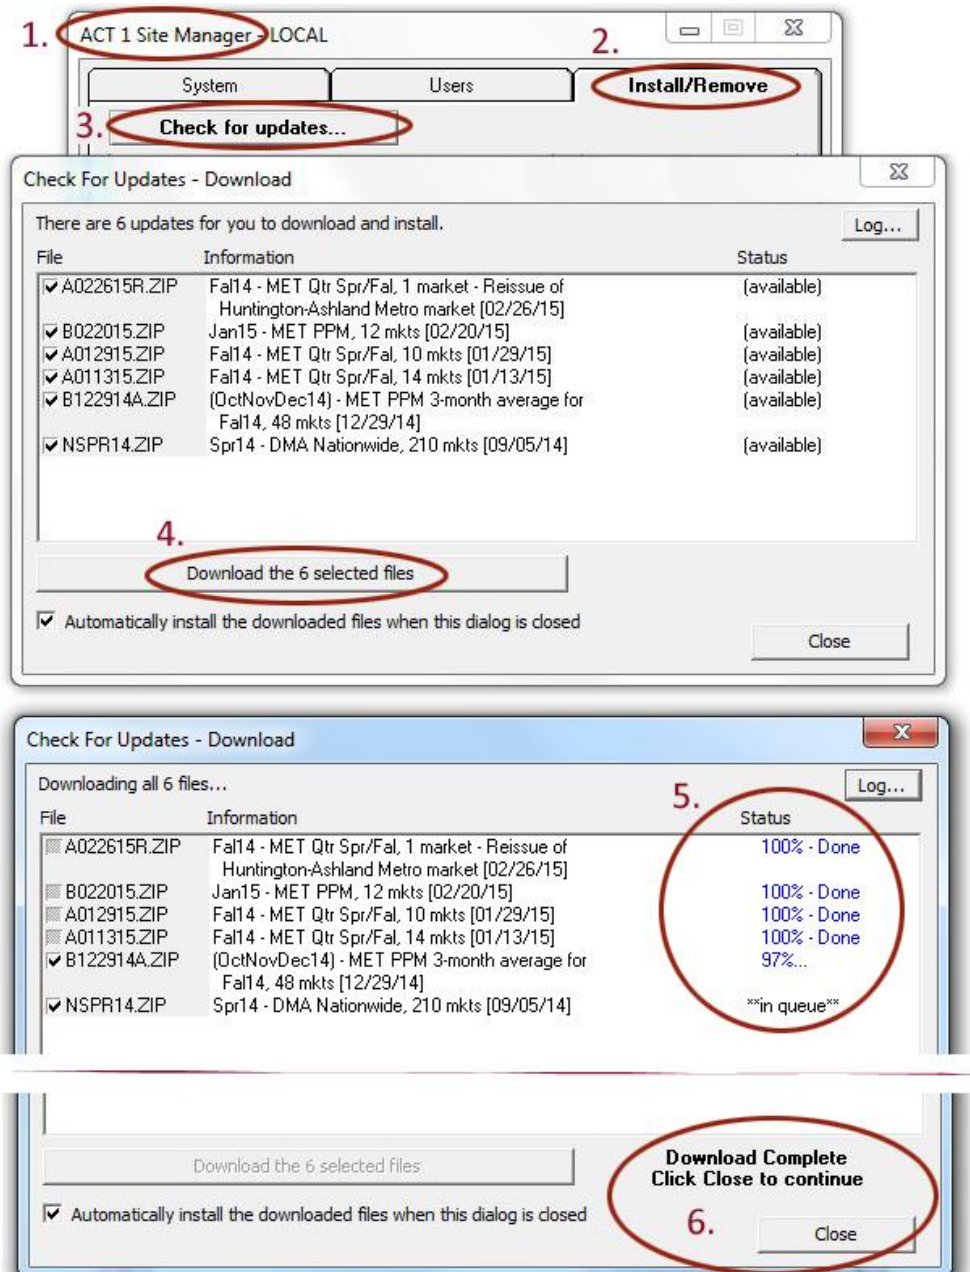 1. ACT 1 Site Manager - LOCAL
2.
System Users Install/Remove
3. Check for updates...
Check For Updates - Download
There are 6 updates for you to download and install. Log...
File Information Status
A022615R.ZIP Fal14 - MET Qtr Spr/Fal, 1 market - Reissue of (available)
Huntington-Ashland Metro market [02/26/15]
B022015.ZIP Jan15 - MET PPM, 12 mkts [02/20/15] (available)
A012915.ZIP Fal14 - MET Qtr Spr/Fal, 10 mkts [01/29/15] (available)
A011315.ZIP Fal14 - MET Qtr Spr/Fal, 14 mkts [01/13/15] (available)
B122914A.ZIP (OctNovDec14) - MET PPM 3-month average for (available)
Fal14, 48 mkts [12/29/14]
NSPR14.ZIP Spr14 - DMA Nationwide, 210 mkts [09/05/14] (available)
4.
Download the 6 selected files
Automatically install the downloaded files when this dialog is closed
Close
Check For Updates - Download
Downloading all 6 files... Log...
5.
File Information Status
A022615R.ZIP Fal14 - MET Qtr Spr/Fal, 1 market - Reissue of 100% - Done
Huntington-Ashland Metro market [02/26/15]
B022015.ZIP Jan15 - MET PPM, 12 mkts [02/20/15] 100% - Done
A012915.ZIP Fal14 - MET Qtr Spr/Fal, 10 mkts [01/29/15] 100% - Done
A011315.ZIP Fal14 - MET Qtr Spr/Fal, 14 mkts [01/13/15] 100% - Done
B122914A.ZIP (OctNovDec14) - MET PPM 3-month average for 97%...
Fal14, 48 mkts [12/29/14]
NSPR14.ZIP Spr14 - DMA Nationwide, 210 mkts [09/05/14] **in queue**
Download Complete
Download the 6 selected files Click Close to continue
Automatically install the downloaded files when this dialog is closed
6. Close